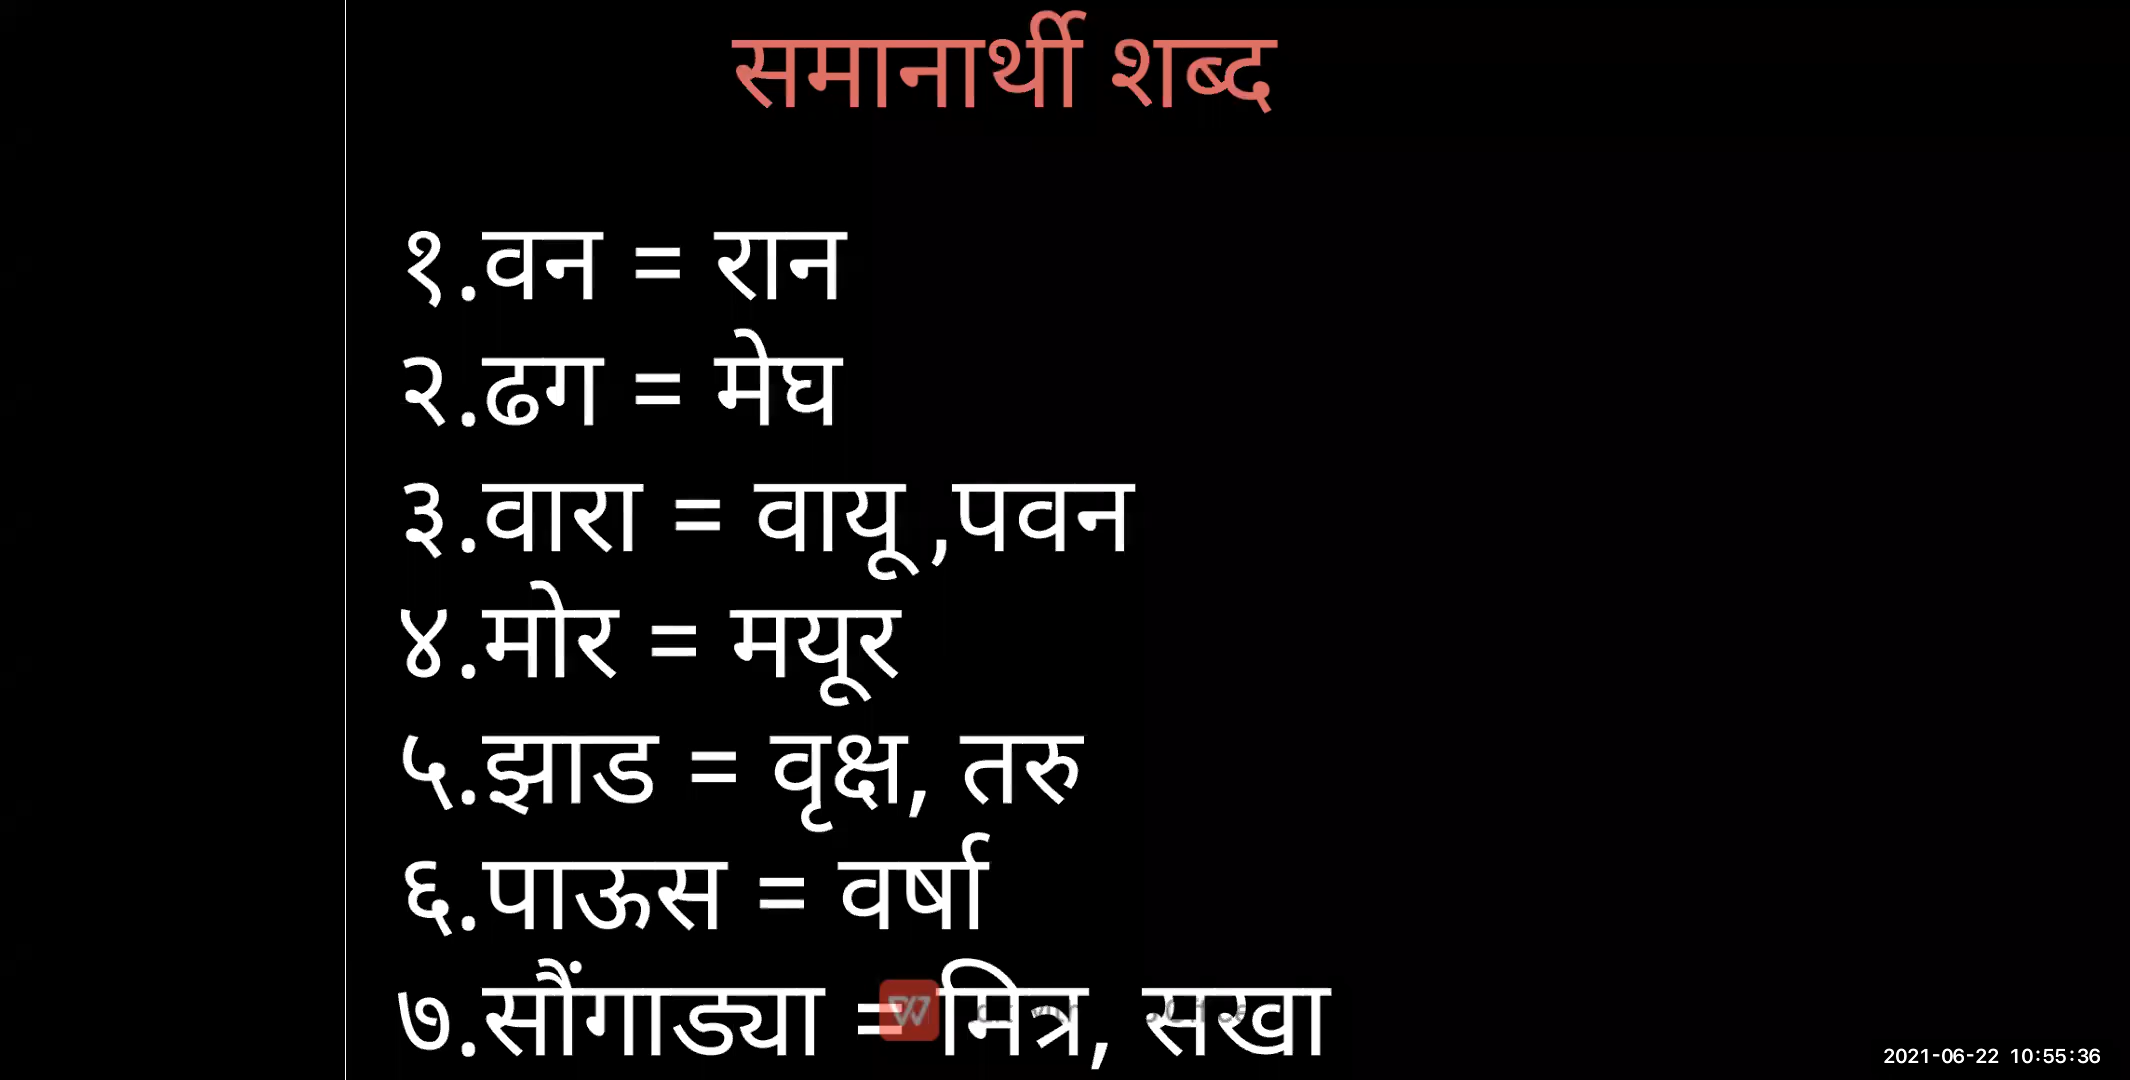 समानार्थी शब्द
१.वन = रान
२.ढग = मेघ
३.वारा = वायू ,पवन
४.मोर = मयूर
५.झाड = वृक्ष, तरु
६.पाऊस = वर्षा
७.सौंगाड्या = मित्र, सखा
2021-06-22 10:55:36